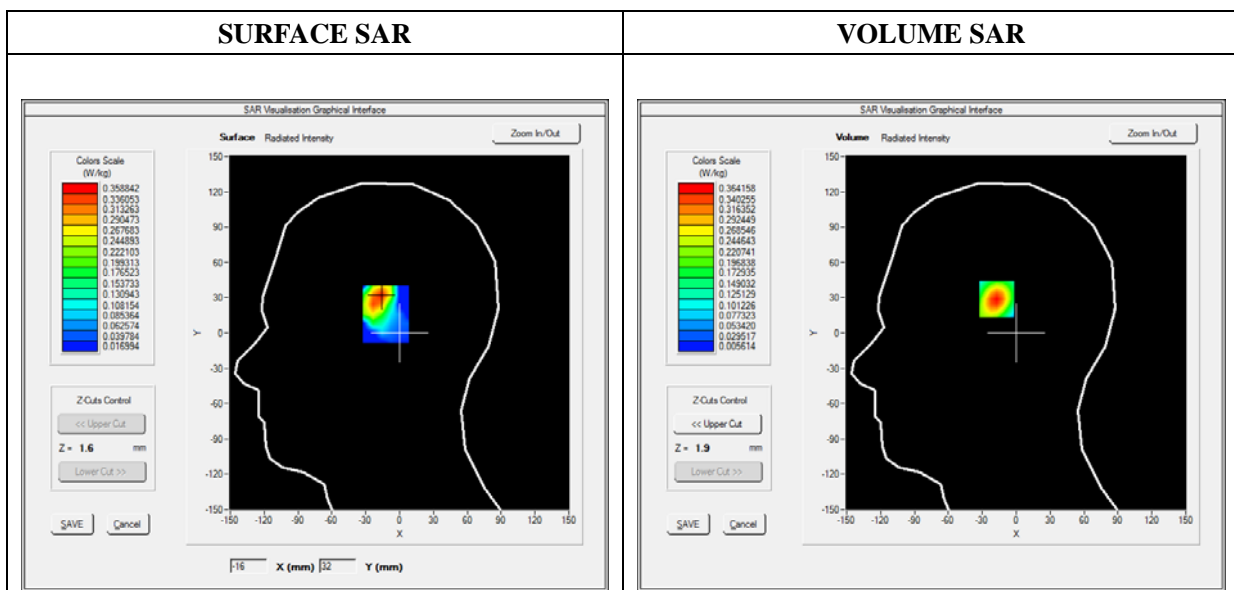 SURFACE SAR
VOLUME SAR
SAR Visualisation Graphical Interface
Surface Radiated Intensity
Zoom In/Out
Colors Scale
(W/kg)
0.358842
0.336053
0.313263
0.290473
0.267683
0.244893
0.222103
0.199313
0.176523
0.153733
0.130943
0.108154
0.085364
0.062574
0.039784
0.016994
Z-Cuts Control
<< Upper Cut
Z = 1.6 mm
Lower Cut >>
SAVE Cancel
150
120
90
60
30
Y 0
-30
-60
-90
-120
-150
-150 -120 -90 -60 -30 0 30 60 90 120 150
X
-16 X (mm) 32 Y (mm)
SAR Visualisation Graphical Interface
Volume Radiated Intensity
Zoom In/Out
Colors Scale
(W/kg)
0.364158
0.340255
0.316352
0.292449
0.268546
0.244643
0.220741
0.196838
0.172935
0.149032
0.125129
0.101226
0.077323
0.053420
0.029517
0.005614
Z-Cuts Control
<< Upper Cut
Z = 1.9 mm
Lower Cut >>
SAVE Cancel
150
120
90
60
30
Y 0
-30
-60
-90
-120
-150
-150 -120 -90 -60 -30 0 30 60 90 120 150
X